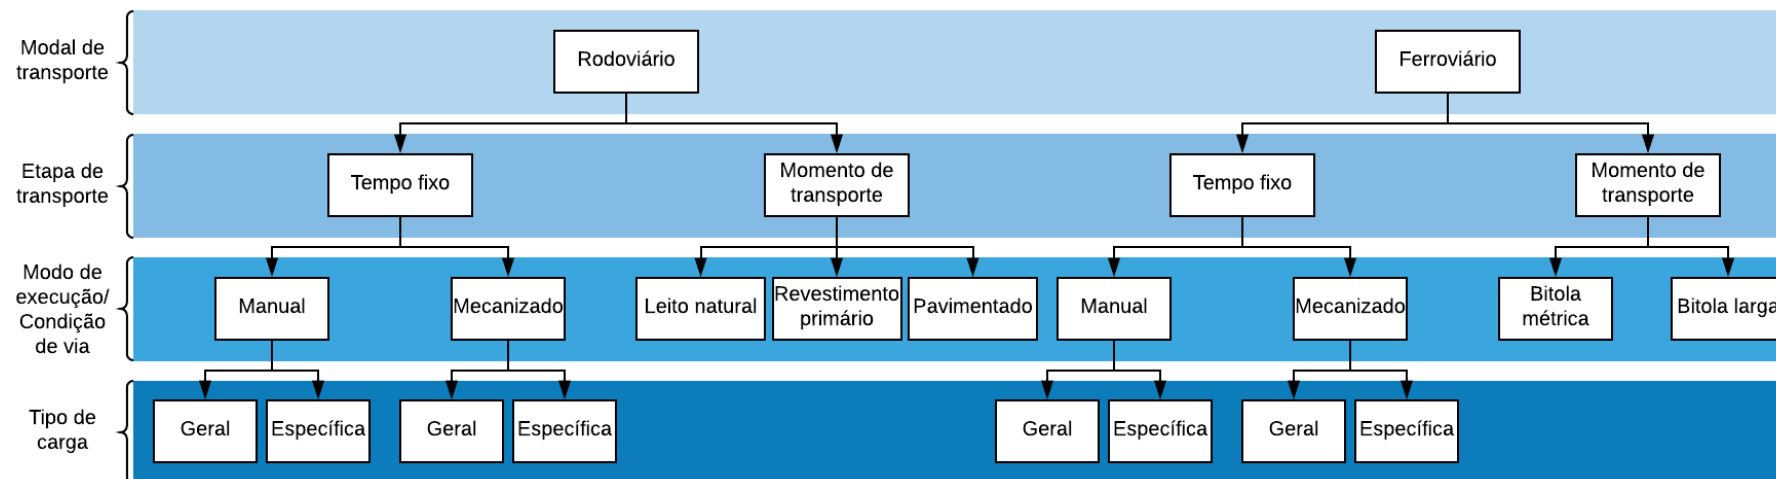 Modal de
transporte
Rodoviário
Ferroviário
Etapa de
transporte
Tempo fixo
Momento de
transporte
Tempo fixo
Momento de
transporte
Modo de
execução/
Condição
de via
Manual
Mecanizado
Leito natural
Revestimento
primário
Pavimentado
Manual
Mecanizado
Bitola
métrica
Bitola larga
Tipo de
carga
Geral
Específica
Geral
Específica
Geral
Específica
Geral
Específica